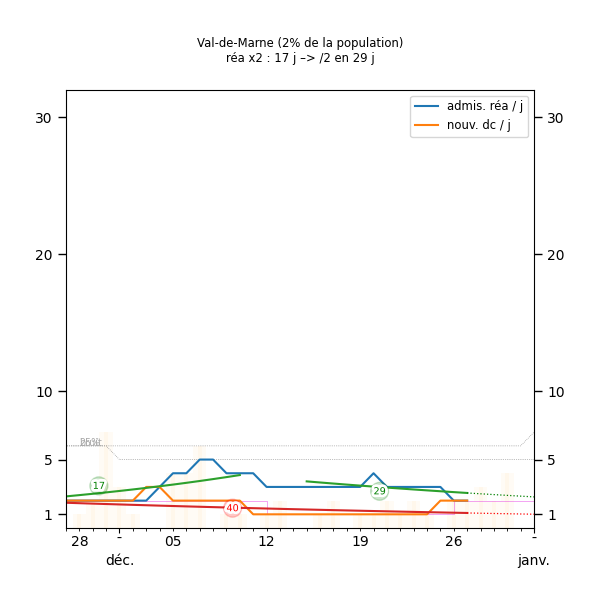 Val-de-Marne (2% de la population)
réa x2 : 17 j –> /2 en 29 j
admis. réa / j
nouv. dc / j
30 30
20 20
10 10
5 5
1 1
17
29
40
28 - 05 12 19 26 -
déc. janv.